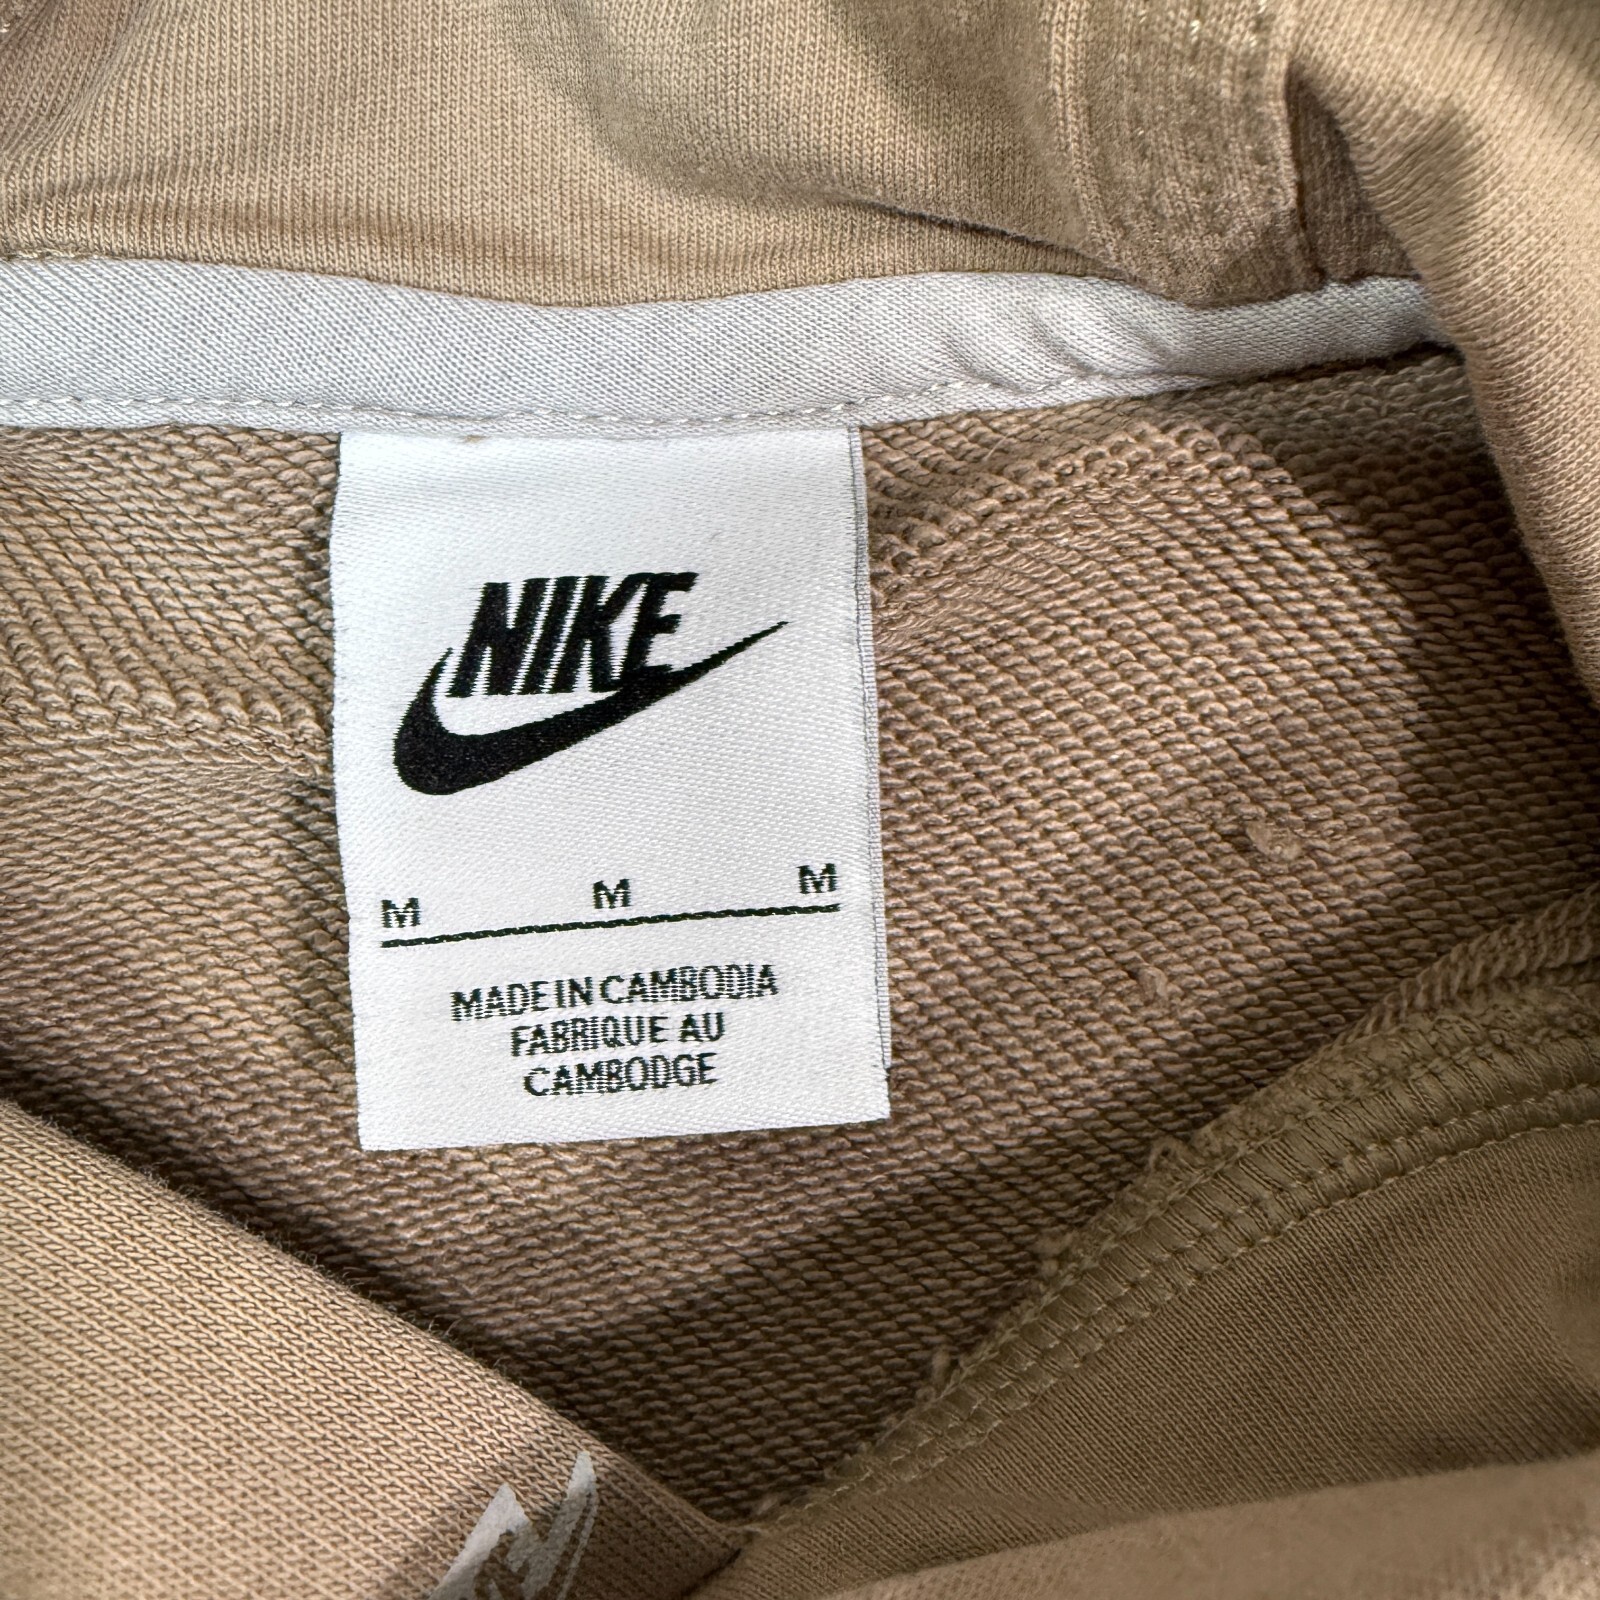 NIKE
M M M
MADE IN CAMBODIA
FABRIQUE AU
CAMBODGE